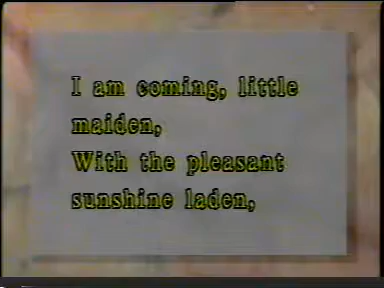 I am coming, little
maiden,
With the pleasant
sunshine laden,